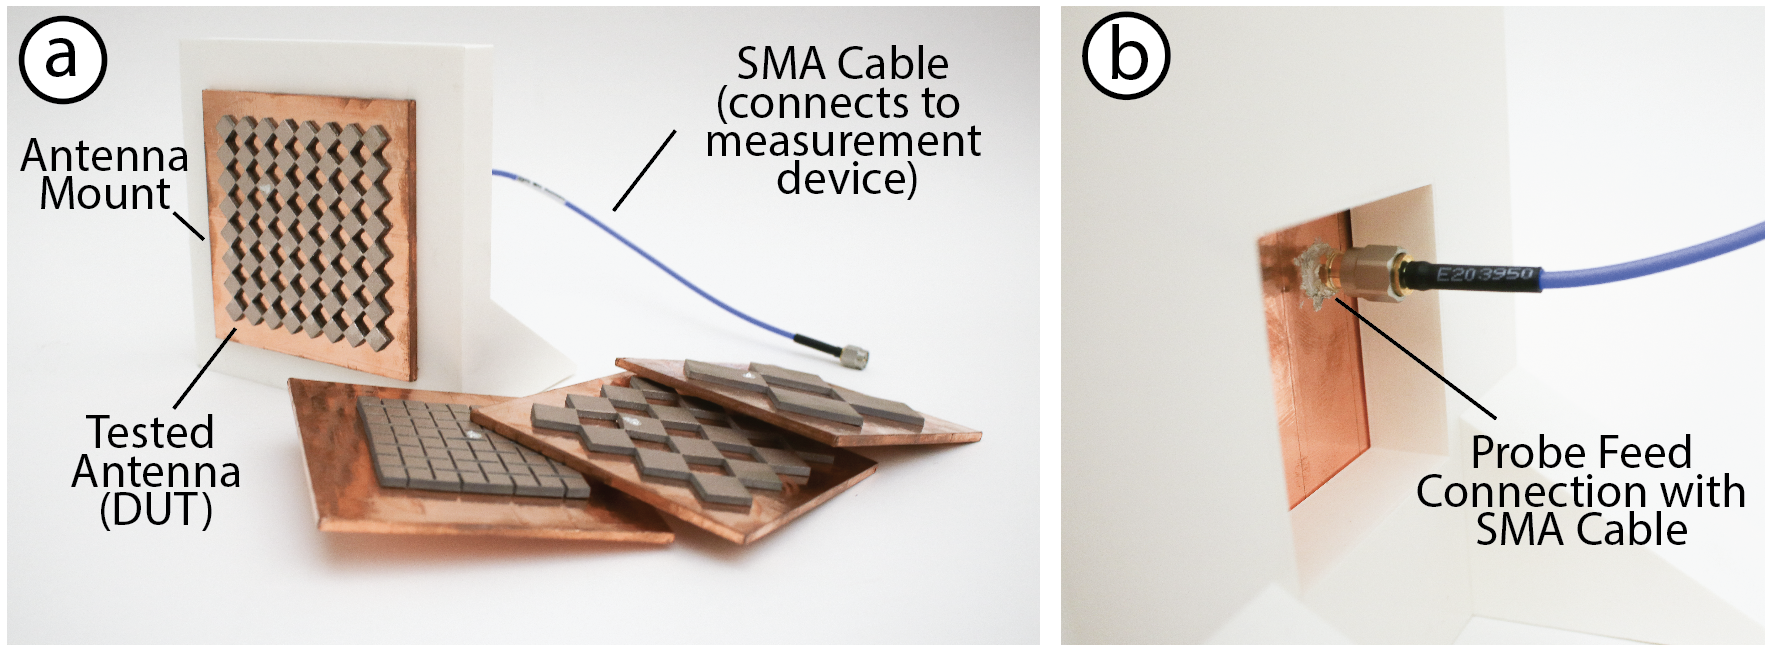 a
SMA Cable
(connects to
measurement
device)
Antenna
Mount
Tested
Antenna
(DUT)
b
E203950
Probe Feed
Connection with
SMA Cable